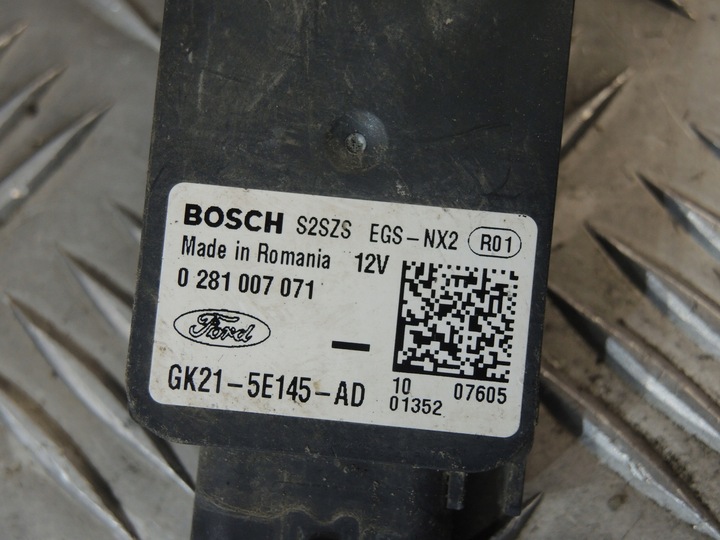 BOSCH S2SZS EGS-NX2 R01
Made in Romania 12V
0 281 007 071
Ford
GK21-5E145-AD
10 07605
01352